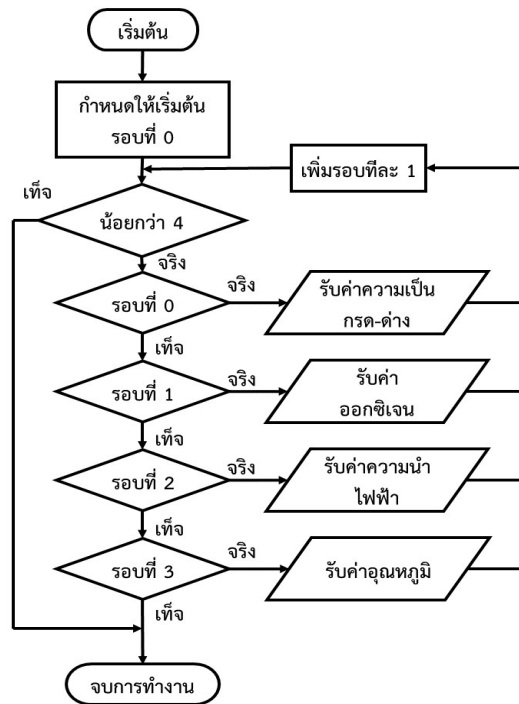 เริ่มต้น
กำหนดให้เริ่มต้น
รอบที่ 0
เพิ่มรอบทีละ 1
เท็จ
น้อยกว่า 4
จริง
รอบที่ 0
จริง
รับค่าความเป็น
กรด-ด่าง
เท็จ
รอบที่ 1
จริง
รับค่า
ออกซิเจน
เท็จ
รอบที่ 2
จริง
รับค่าความนำ
ไฟฟ้า
เท็จ
รอบที่ 3
จริง
รับค่าอุณหภูมิ
เท็จ
จบการทำงาน